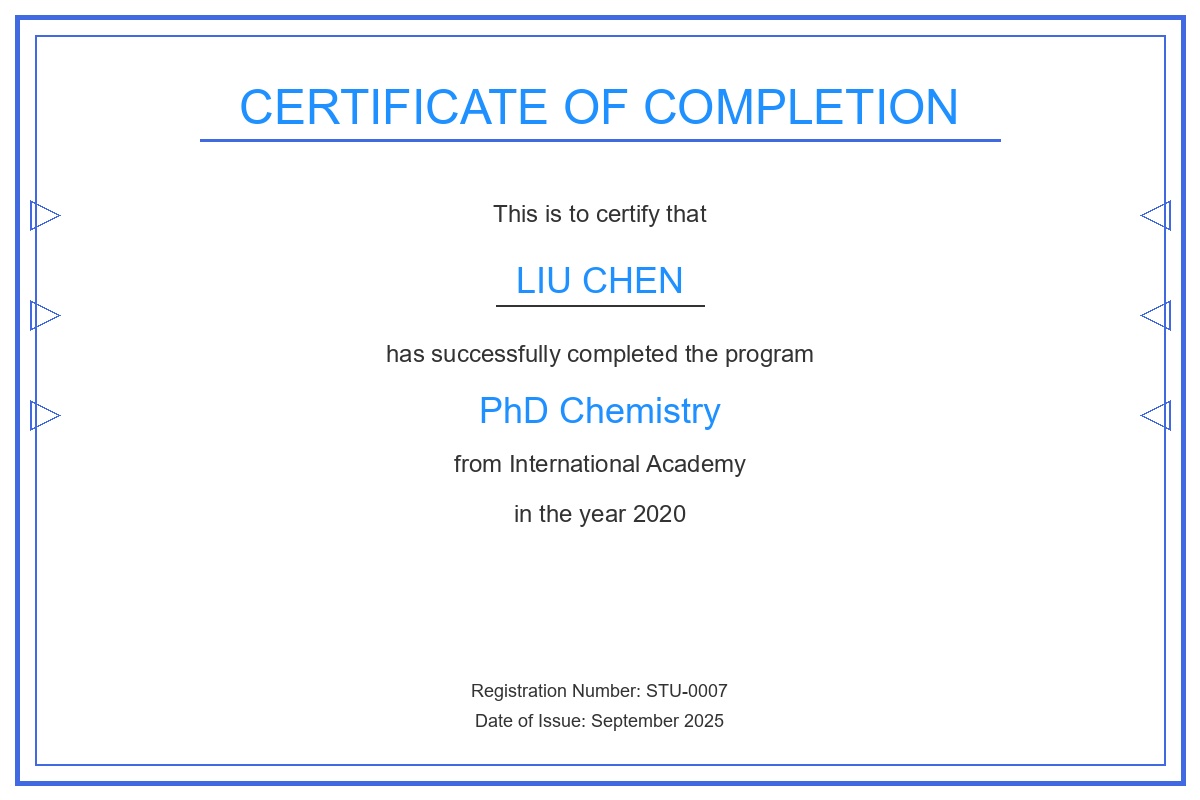 CERTIFICATE OF COMPLETION
This is to certify that
LIU CHEN
has successfully completed the program
PhD Chemistry
from International Academy
in the year 2020
Registration Number: STU-0007
Date of Issue: September 2025